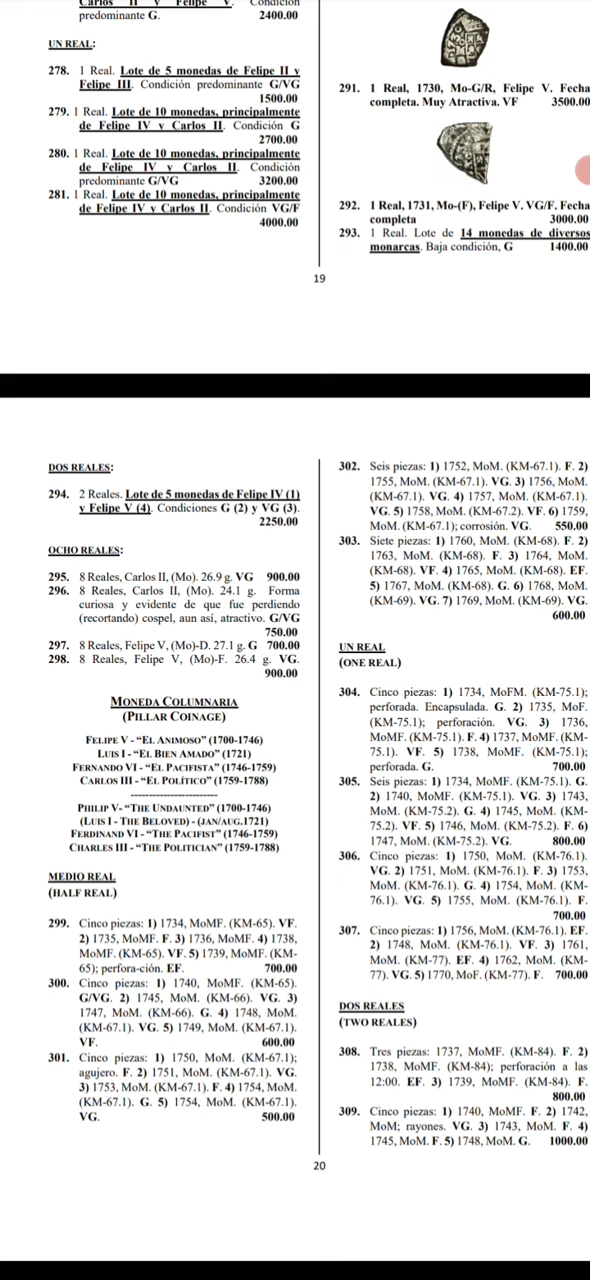 Carlos II y Felipe V. Condición
predominante G. 2400.00
UN REAL:
278. 1 Real. Lote de 5 monedas de Felipe II y
Felipe III. Condición predominante G/VG
1500.00
279. 1 Real. Lote de 10 monedas, principalmente
de Felipe IV y Carlos II. Condición G
2700.00
280. 1 Real. Lote de 10 monedas, principalmente
de Felipe IV y Carlos II. Condición
predominante G/VG 3200.00
281. 1 Real. Lote de 10 monedas, principalmente
de Felipe IV y Carlos II. Condición VG/F
4000.00
291. 1 Real, 1730, Mo-G/R, Felipe V. Fecha
completa. Muy Atractiva. VF 3500.00
292. 1 Real, 1731, Mo-(F), Felipe V. VG/F. Fecha
completa 3000.00
293. 1 Real. Lote de 14 monedas de diversos
monarcas. Baja condición, G 1400.00
19
DOS REALES:
294. 2 Reales. Lote de 5 monedas de Felipe IV (1)
y Felipe V (4). Condiciones G (2) y VG (3).
2250.00
OCHO REALES:
295. 8 Reales, Carlos II, (Mo). 26.9 g. VG 900.00
296. 8 Reales, Carlos II, (Mo). 24.1 g. Forma
curiosa y evidente de que fue perdiendo
(recortando) cospel, aun así, atractivo. G/VG
750.00
297. 8 Reales, Felipe V, (Mo)-D. 27.1 g. G 700.00
298. 8 Reales, Felipe V, (Mo)-F. 26.4 g. VG.
900.00
MONEDA COLUMNARIA
(PILLAR COINAGE)
FELIPE V - “EL ANIMOSO” (1700-1746)
LUIS I - “EL BIEN AMADO” (1721)
FERNANDO VI - “EL PACIFISTA” (1746-1759)
CARLOS III - “EL POLÍTICO” (1759-1788)
PHILIP V- “THE UNDAUNTED” (1700-1746)
(LUIS I - THE BELOVED) - (JAN/AUG.1721)
FERDINAND VI - “THE PACIFIST” (1746-1759)
CHARLES III - “THE POLITICIAN” (1759-1788)
MEDIO REAL
(HALF REAL)
299. Cinco piezas: 1) 1734, MoMF. (KM-65). VF.
2) 1735, MoMF. F. 3) 1736, MoMF. 4) 1738,
MoMF. (KM-65). VF. 5) 1739, MoMF. (KM-
65); perfora-ción. EF. 700.00
300. Cinco piezas: 1) 1740, MoMF. (KM-65).
G/VG. 2) 1745, MoM. (KM-66). VG. 3)
1747, MoM. (KM-66). G. 4) 1748, MoM.
(KM-67.1). VG. 5) 1749, MoM. (KM-67.1).
VF. 600.00
301. Cinco piezas: 1) 1750, MoM. (KM-67.1);
agujero. F. 2) 1751, MoM. (KM-67.1). VG.
3) 1753, MoM. (KM-67.1). F. 4) 1754, MoM.
(KM-67.1). G. 5) 1754, MoM. (KM-67.1).
VG. 500.00
302. Seis piezas: 1) 1752, MoM. (KM-67.1). F. 2)
1755, MoM. (KM-67.1). VG. 3) 1756, MoM.
(KM-67.1). VG. 4) 1757, MoM. (KM-67.1).
VG. 5) 1758, MoM. (KM-67.2). VF. 6) 1759,
MoM. (KM-67.1); corrosión. VG. 550.00
303. Siete piezas: 1) 1760, MoM. (KM-68). F. 2)
1763, MoM. (KM-68). F. 3) 1764, MoM.
(KM-68). VF. 4) 1765, MoM. (KM-68). EF.
5) 1767, MoM. (KM-68). G. 6) 1768, MoM.
(KM-69). VG. 7) 1769, MoM. (KM-69). VG.
600.00
UN REAL
(ONE REAL)
304. Cinco piezas: 1) 1734, MoFM. (KM-75.1);
perforada. Encapsulada. G. 2) 1735, MoF.
(KM-75.1); perforación. VG. 3) 1736,
MoMF. (KM-75.1). F. 4) 1737, MoMF. (KM-
75.1). VF. 5) 1738, MoMF. (KM-75.1);
perforada. G. 700.00
305. Seis piezas: 1) 1734, MoMF. (KM-75.1). G.
2) 1740, MoMF. (KM-75.1). VG. 3) 1743,
MoM. (KM-75.2). G. 4) 1745, MoM. (KM-
75.2). VF. 5) 1746, MoM. (KM-75.2). F. 6)
1747, MoM. (KM-75.2). VG. 800.00
306. Cinco piezas: 1) 1750, MoM. (KM-76.1).
VG. 2) 1751, MoM. (KM-76.1). F. 3) 1753,
MoM. (KM-76.1). G. 4) 1754, MoM. (KM-
76.1). VG. 5) 1755, MoM. (KM-76.1). F.
700.00
307. Cinco piezas: 1) 1756, MoM. (KM-76.1). EF.
2) 1748, MoM. (KM-76.1). VF. 3) 1761,
MoM. (KM-77). EF. 4) 1762, MoM. (KM-
77). VG. 5) 1770, MoF. (KM-77). F. 700.00
DOS REALES
(TWO REALES)
308. Tres piezas: 1737, MoMF. (KM-84). F. 2)
1738, MoMF. (KM-84); perforación a las
12:00. EF. 3) 1739, MoMF. (KM-84). F.
800.00
309. Cinco piezas: 1) 1740, MoMF. F. 2) 1742,
MoM; rayones. VG. 3) 1743, MoM. F. 4)
1745, MoM. F. 5) 1748, MoM. G. 1000.00
20